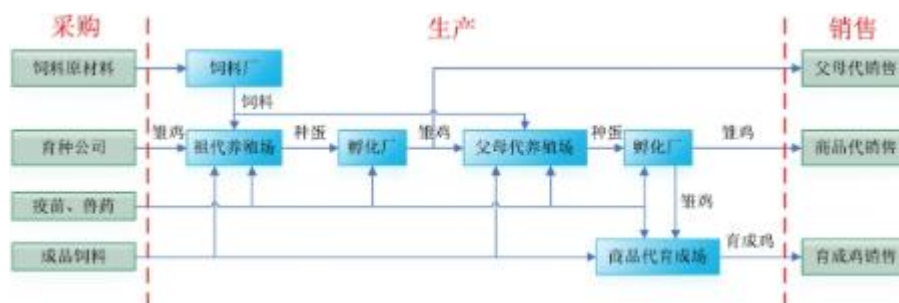 采购
生产
销售
饲料原材料
饲料厂
父母代销售
饲料
育种公司
雏鸡
祖代养殖场
种蛋
孵化厂
雏鸡
父母代养殖场
种蛋
孵化厂
雏鸡
商品代销售
疫苗、兽药
雏鸡
成品饲料
商品代育成场
育成鸡
育成鸡销售